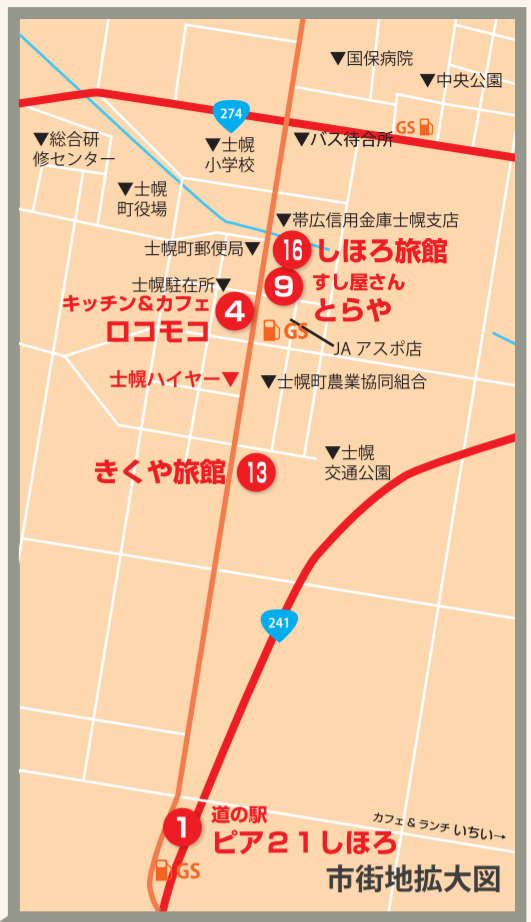 ▼国保病院
▼中央公園
274
GS
▼総合研
修センター
▼士幌
小学校
▼バス待合所
▼士幌
町役場
▼帯広信用金庫士幌支店
士幌町郵便局▼
16 しほろ旅館
士幌駐在所▼
9 すし屋さん
とらや
キッチン&カフェ
ロコモコ 4
GS
JA アスポ店
士幌ハイヤー▼
▼士幌町農業協同組合
▼士幌
交通公園
きくや旅館 13
241
1 道の駅
ピア21しほろ
カフェ & ランチ いちい→
GS
市街地拡大図